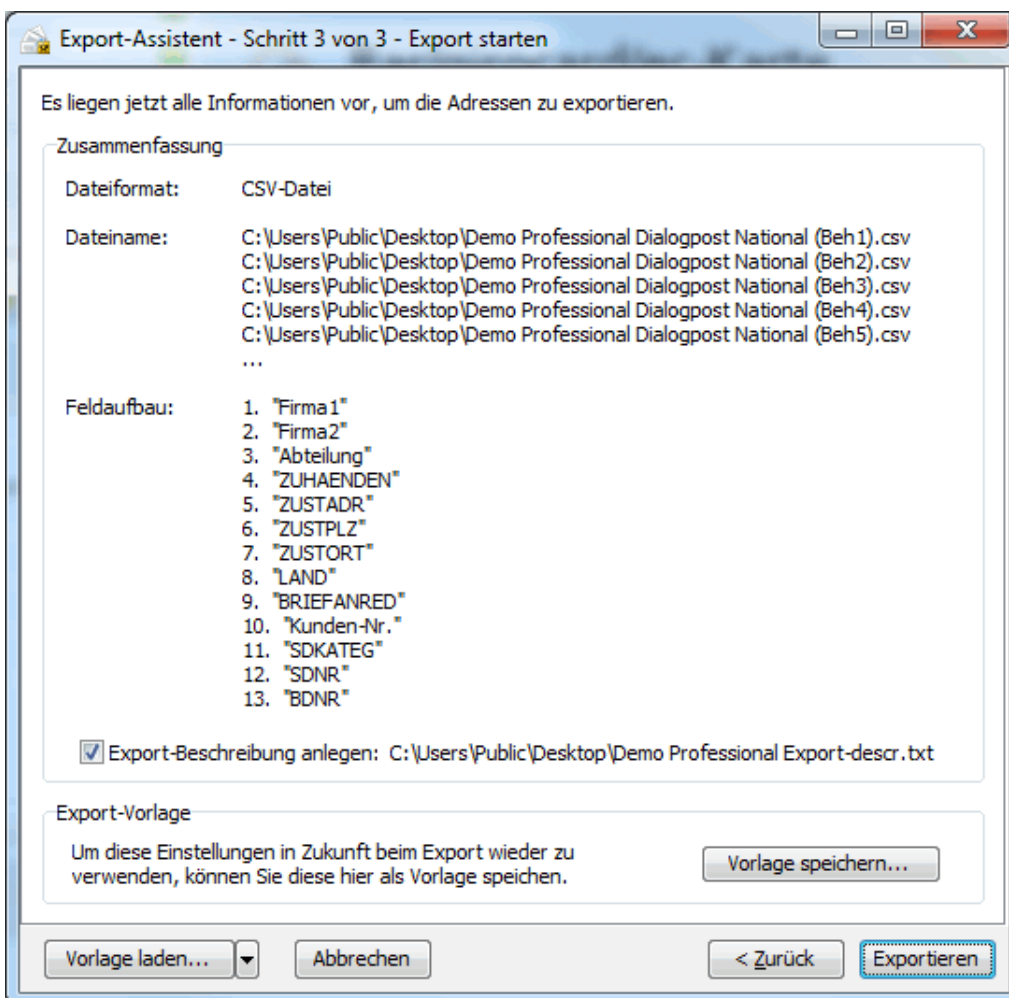 Export-Assistent - Schritt 3 von 3 - Export starten
Es liegen jetzt alle Informationen vor, um die Adressen zu exportieren.
Zusammenfassung
Dateiformat: CSV-Datei
Dateiname: C:\Users\Public\Desktop\Demo Professional Dialogpost National (Beh1).csv
C:\Users\Public\Desktop\Demo Professional Dialogpost National (Beh2).csv
C:\Users\Public\Desktop\Demo Professional Dialogpost National (Beh3).csv
C:\Users\Public\Desktop\Demo Professional Dialogpost National (Beh4).csv
C:\Users\Public\Desktop\Demo Professional Dialogpost National (Beh5).csv
...
Feldaufbau: 1. "Firma1"
2. "Firma2"
3. "Abteilung"
4. "ZUHAENDEN"
5. "ZUSTADR"
6. "ZUSTPLZ"
7. "ZUSTORT"
8. "LAND"
9. "BRIEFANRED"
10. "Kunden-Nr."
11. "SDKATEG"
12. "SDNR"
13. "BDNR"
Export-Beschreibung anlegen: C:\Users\Public\Desktop\Demo Professional Export-descr.txt
Export-Vorlage
Um diese Einstellungen in Zukunft beim Export wieder zu
verwenden, können Sie diese hier als Vorlage speichen.
Vorlage speichern...
Vorlage laden... Abbrechen < Zurück Exportieren